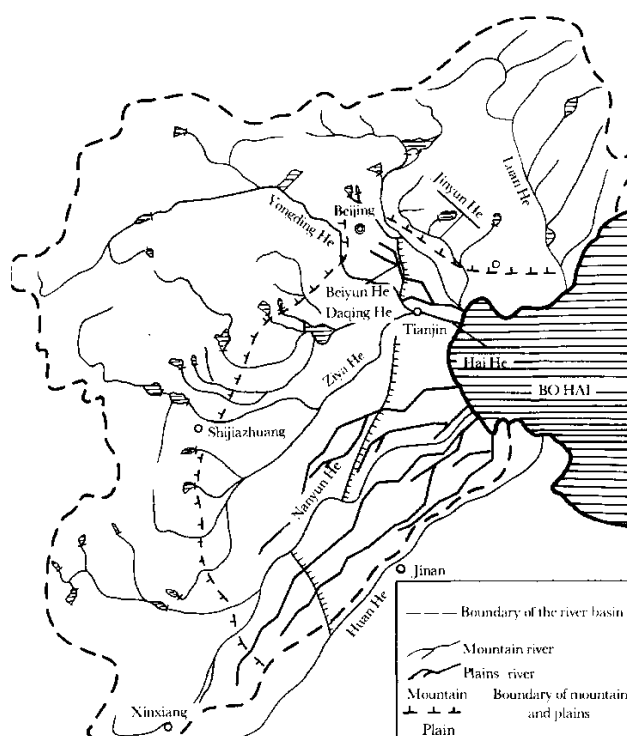 Luan He
Jinyun He
Yongding He
Beijing
Beiyun He
Daqing He
Tianjin
Hai He
Ziya He
BO HAI
Shijiazhuang
Nanyun He
Jinan
Huan He
Xinxiang
Boundary of the river basin
Mountain river
Plains river
Mountain Boundary of mountain
and plains
Plain